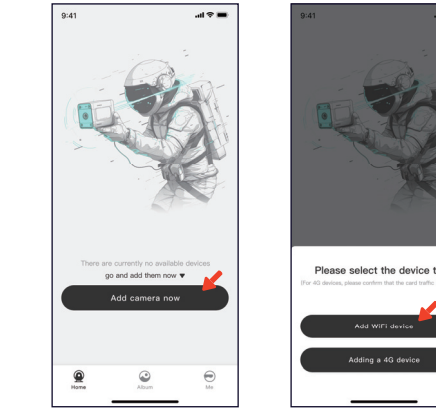 9:41
There are currently no available devices
go and add them now ▼
Add camera now
Home
Album
Me
9:41
Please select the device t
(For 4G devices, please confirm that the card traffic
Add WiFi device
Adding a 4G device